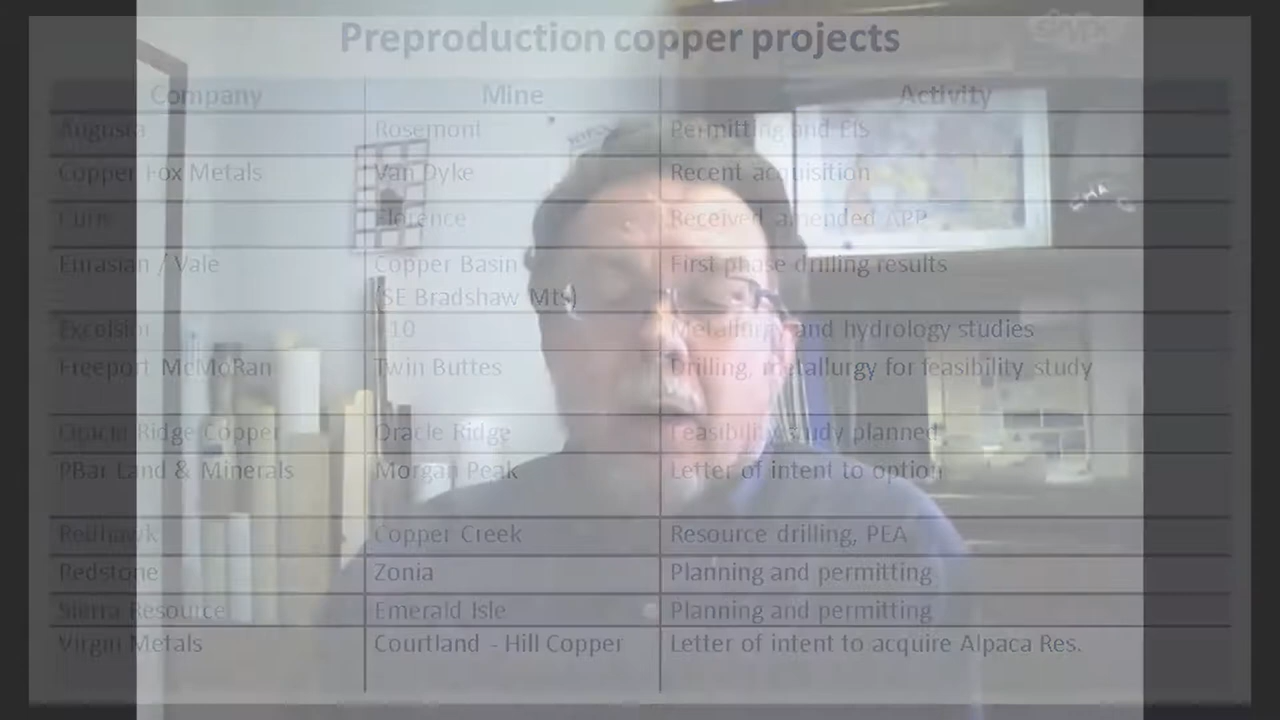 Preproduction copper projects
Company Mine Activity
Augusta Rosemont Permitting and EIS
Copper Fox Metals Van Dyke Recent acquisition
Curis Florence Received amended APP
Eurasian / Vale Copper Basin First phase drilling results
(SE Bradshaw Mts)
Excelsior I-10 Metallurgy and hydrology studies
Freeport McMoRan Twin Buttes Drilling, metallurgy for feasibility study
Oracle Ridge Copper Oracle Ridge Feasibility study planned
PBar Land & Minerals Morgan Peak Letter of intent to option
Redhawk Copper Creek Resource drilling, PEA
Redstone Zonia Planning and permitting
Sierra Resource Emerald Isle Planning and permitting
Virgin Metals Courtland - Hill Copper Letter of intent to acquire Alpaca Res.